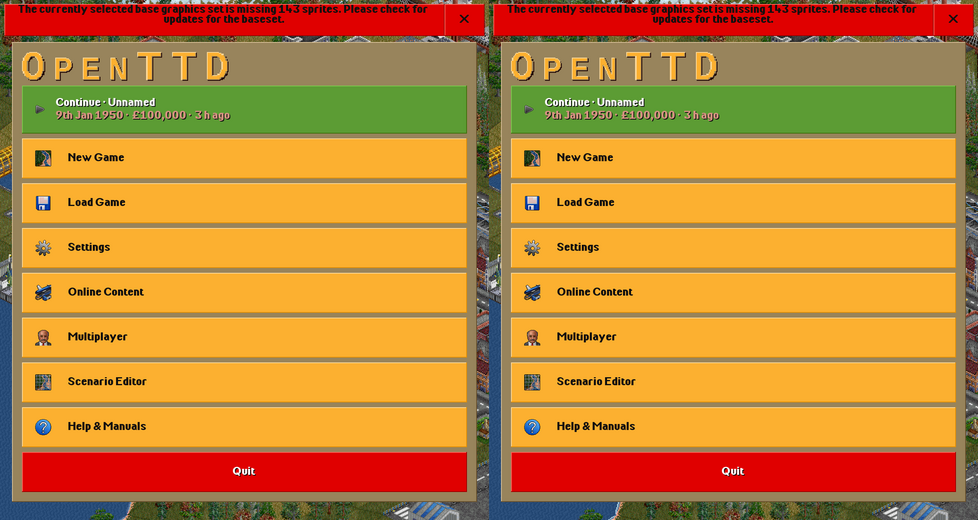 The currently selected base graphics set is missing 143 sprites. Please check for
updates for the baseset.
OPENTTD
Continue · Unnamed
9th Jan 1950 · £100,000 · 3 h ago
New Game
Load Game
Settings
Online Content
Multiplayer
Scenario Editor
Help & Manuals
Quit
The currently selected base graphics set is missing 143 sprites. Please check for
updates for the baseset.
OPENTTD
Continue · Unnamed
9th Jan 1950 · £100,000 · 3 h ago
New Game
Load Game
Settings
Online Content
Multiplayer
Scenario Editor
Help & Manuals
Quit